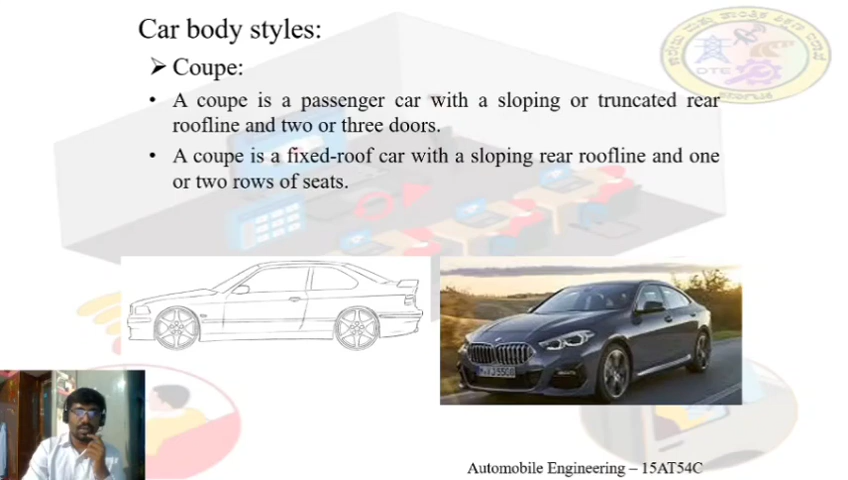 Car body styles:
➢ Coupe:
• A coupe is a passenger car with a sloping or truncated rear
roofline and two or three doors.
• A coupe is a fixed-roof car with a sloping rear roofline and one
or two rows of seats.
DTE
Automobile Engineering – 15AT54C